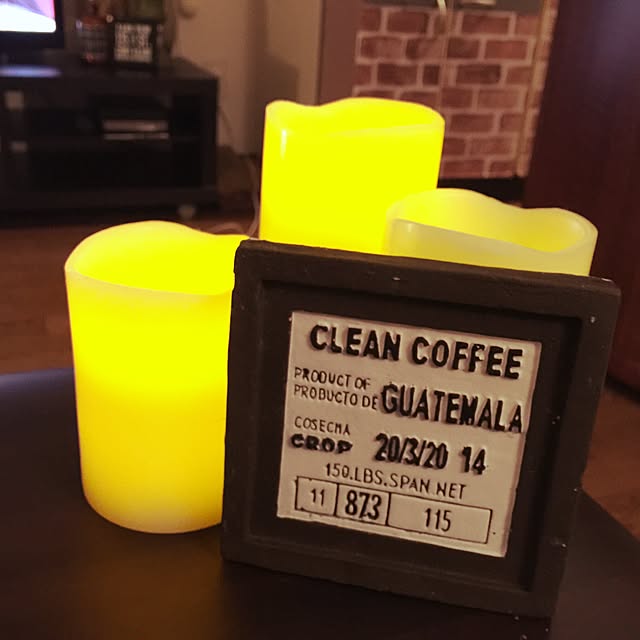 CLEAN COFFEE
PRODUCT OF
PRODUCTO DE GUATEMALA
COSECHA
CROP 20/3/20 14
150.LBS.SPAN.NET
11 873 115